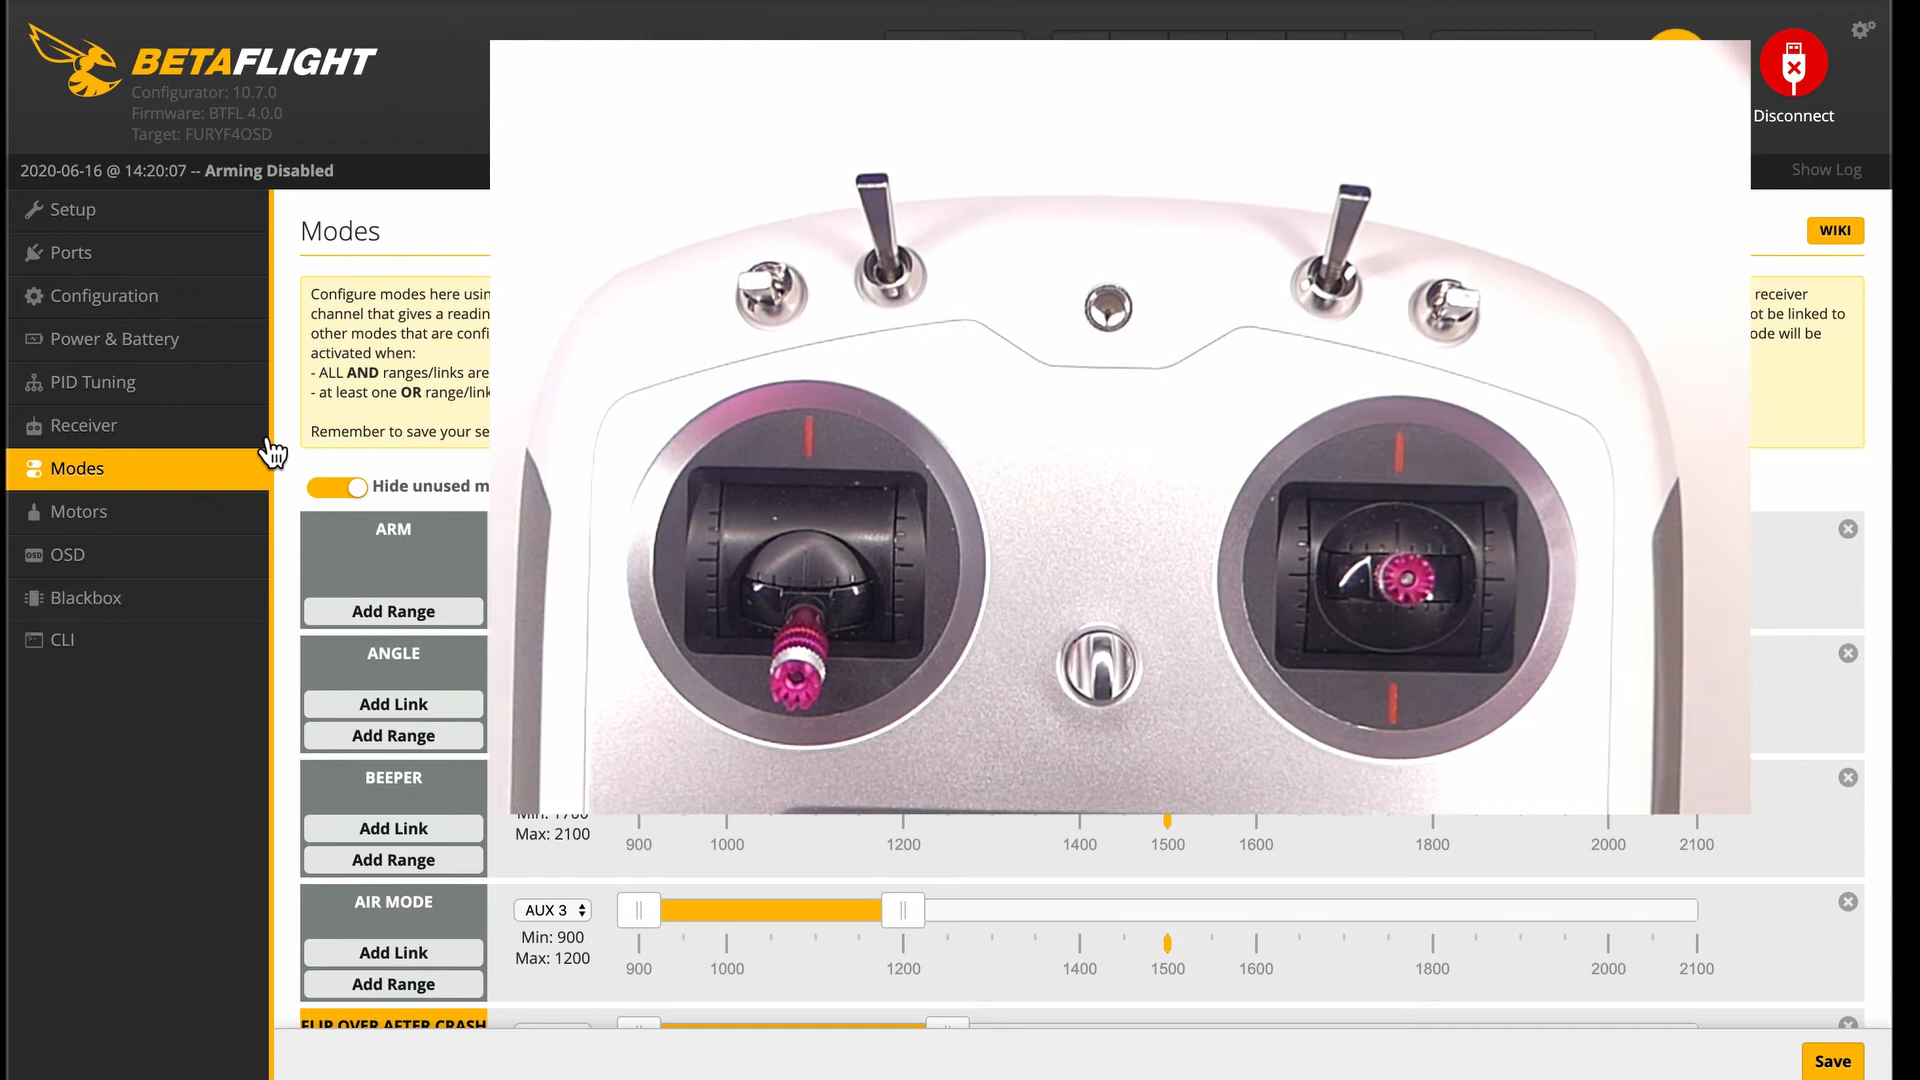 BETAFLIGHT
Configurator: 10.7.0
Firmware: BTFL 4.0.0
Target: FURYF4OSD
Disconnect
2020-06-16 @ 14:20:07 -- Arming Disabled
Show Log
Setup
Ports
Configuration
Power & Battery
PID Tuning
Receiver
Modes
Motors
OSD
OSD
Blackbox
CLI
Modes
WIKI
Configure modes here usin
receiver
channel that gives a readin
ot be linked to
other modes that are confi
ode will be
activated when:
- ALL AND ranges/links are
- at least one OR range/link
Remember to save your se
Hide unused m
ARM
Add Range
ANGLE
Add Link
Add Range
BEEPER
Add Link
Add Range
Min: 1700
Max: 2100
900 1000 1200 1400 1500 1600 1800 2000 2100
AIR MODE
Add Link
Add Range
AUX 3
Min: 900
Max: 1200
900 1000 1200 1400 1500 1600 1800 2000 2100
FLIP OVER AFTER CRASH
Save